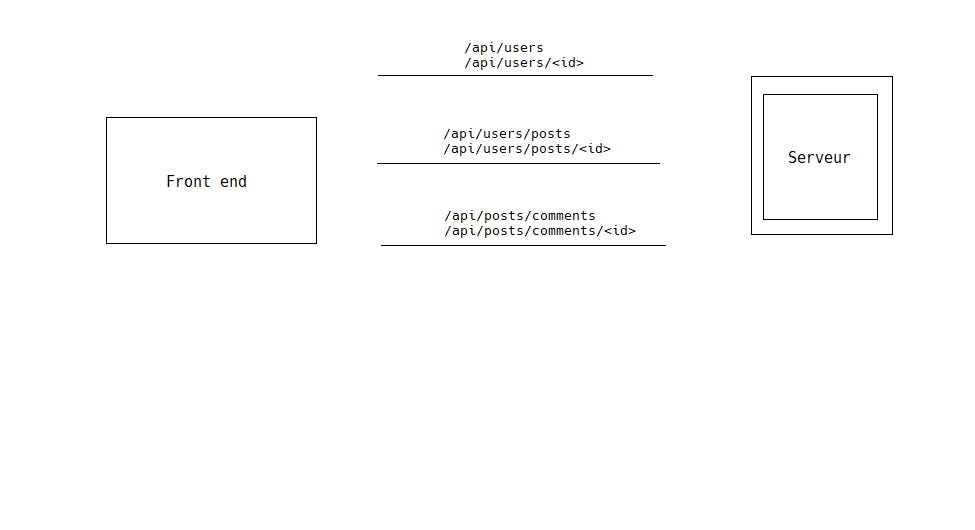 /api/users
/api/users/<id>
/api/users/posts
/api/users/posts/<id>
Front end
Serveur
/api/posts/comments
/api/posts/comments/<id>